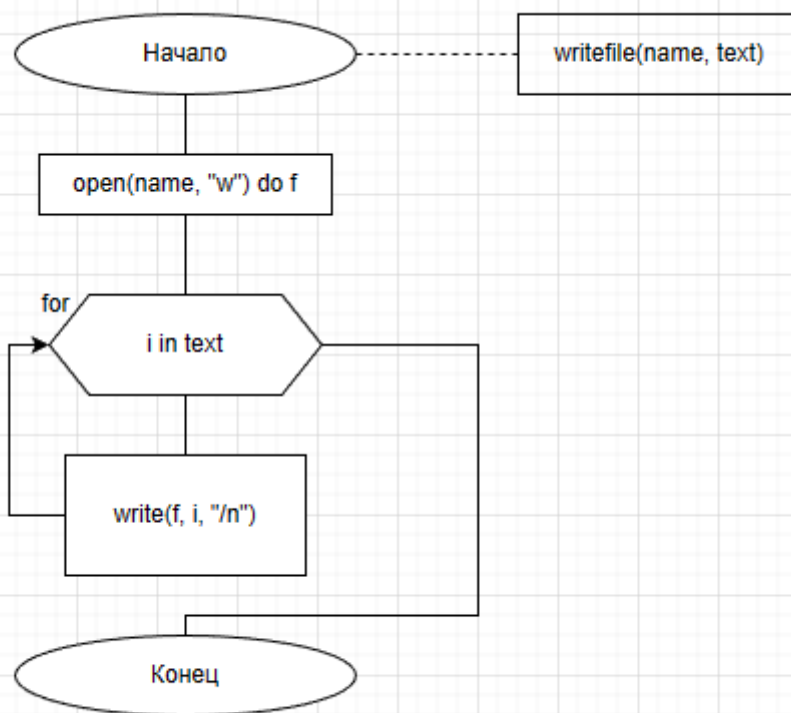 Начало
writefile(name, text)
open(name, "w") do f
for
i in text
write(f, i, "/n")
Конец